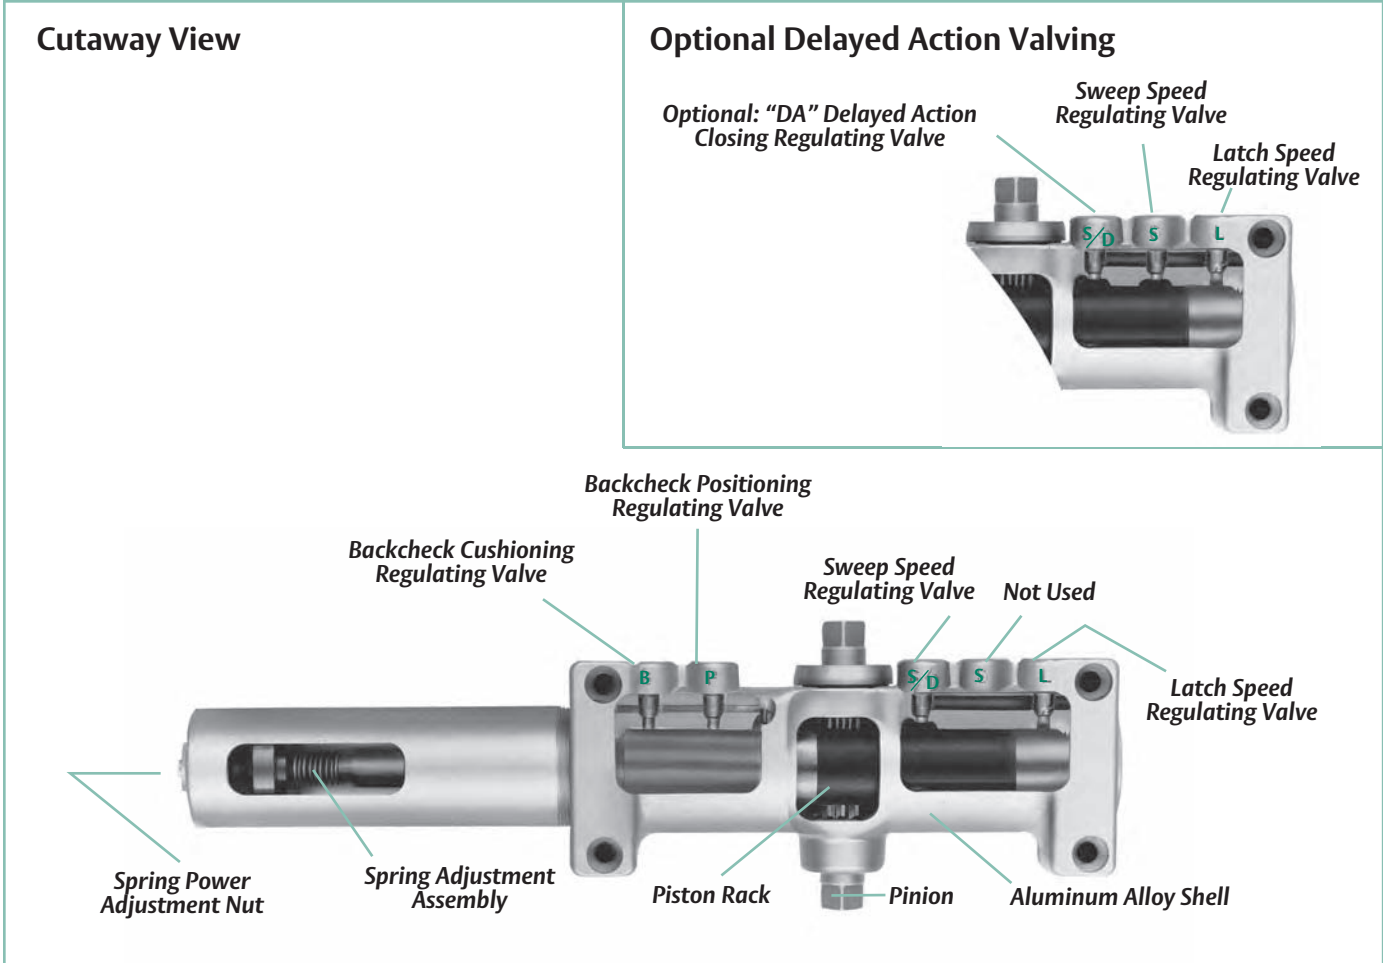 Cutaway View
Optional Delayed Action Valving
Optional: “DA” Delayed Action
Closing Regulating Valve
Sweep Speed
Regulating Valve
Latch Speed
Regulating Valve
S/D
S
L
Backcheck Positioning
Regulating Valve
Backcheck Cushioning
Regulating Valve
Sweep Speed
Regulating Valve
Not Used
Latch Speed
Regulating Valve
B
P
S/D
S
L
Spring Power
Adjustment Nut
Spring Adjustment
Assembly
Piston Rack
Pinion
Aluminum Alloy Shell